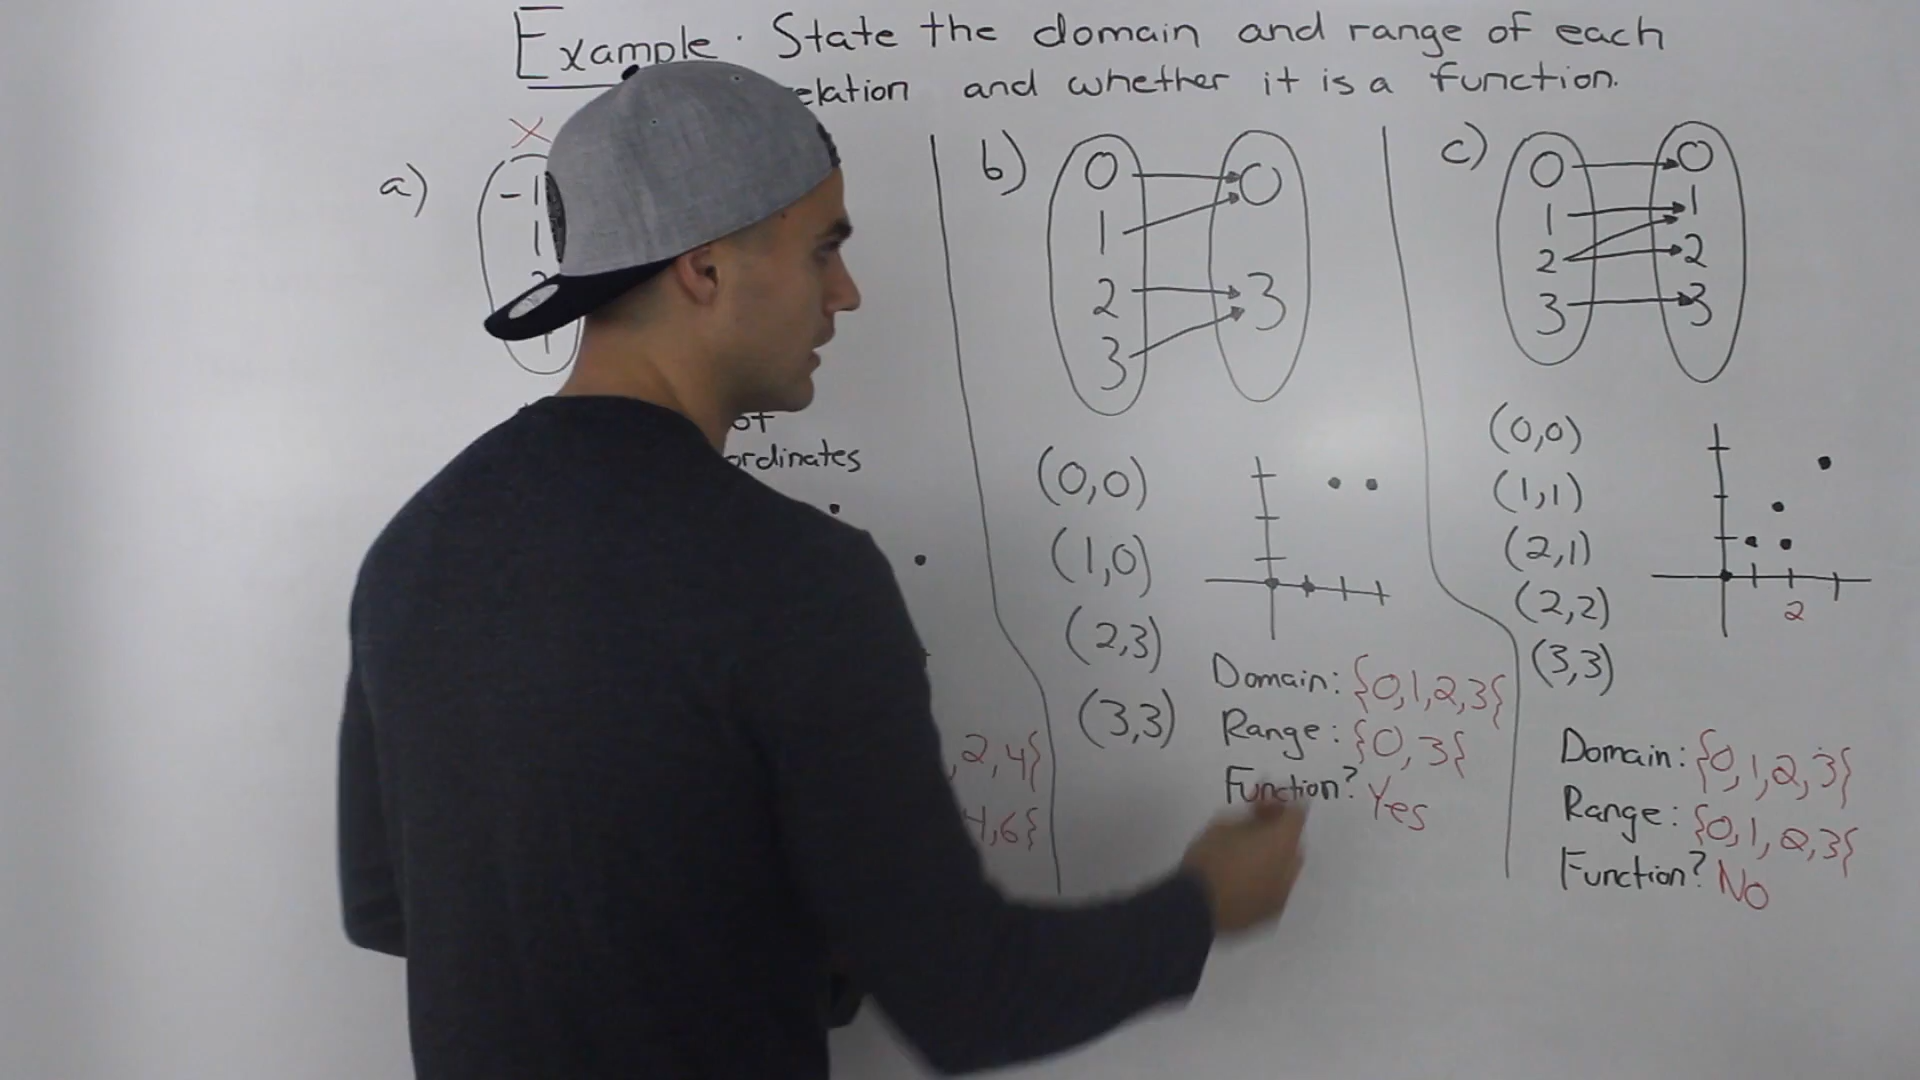 Example. State the domain and range of each
elation and whether it is a function.
a)
X
-1
1
b)
0
1
2
3
0
3
(0,0)
(1,0)
(2,3)
(3,3)
Domain: {0,1,2,3}
Range: {0,3}
Function? Yes
c)
0
1
2
3
0
1
2
3
(0,0)
(1,1)
(2,1)
(2,2)
(3,3)
2
Domain: {0,1,2,3}
Range: {0,1,2,3}
Function? No
ot
ordinates
,2,4}
4,6}